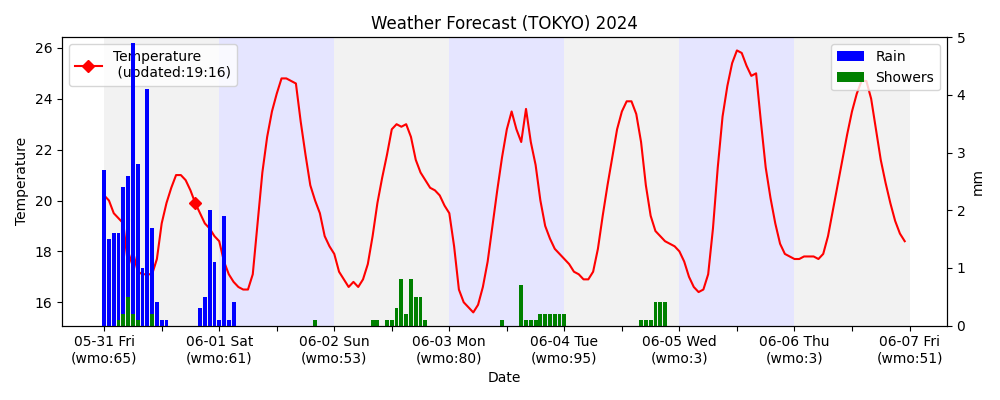 Weather Forecast (TOKYO) 2024
Temperature
(updated:19:16)
Rain
Showers
26
24
22
20
18
16
Temperature
5
4
3
2
1
0
mm
05-31 Fri
(wmo:65)
06-01 Sat
(wmo:61)
06-02 Sun
(wmo:53)
06-03 Mon
(wmo:80)
06-04 Tue
(wmo:95)
06-05 Wed
(wmo:3)
06-06 Thu
(wmo:3)
06-07 Fri
(wmo:51)
Date